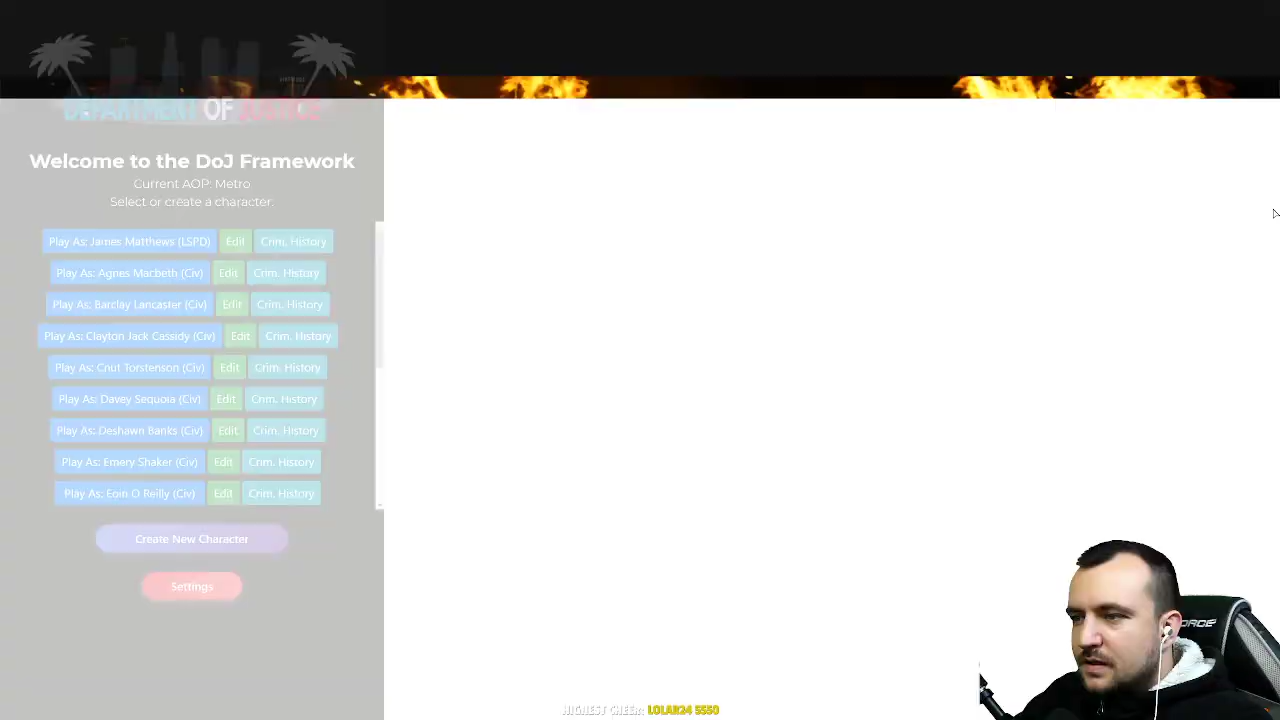 DEPARTMENT OF JUSTICE
Welcome to the DoJ Framework
Current AOP: Metro
Select or create a character:
Play As: James Matthews (LSPD) Edit Crim. History
Play As: Agnes Macbeth (Civ) Edit Crim. History
Play As: Barclay Lancaster (Civ) Edit Crim. History
Play As: Clayton Jack Cassidy (Civ) Edit Crim. History
Play As: Cnut Torstenson (Civ) Edit Crim. History
Play As: Davey Sequoia (Civ) Edit Crim. History
Play As: Deshawn Banks (Civ) Edit Crim. History
Play As: Emery Shaker (Civ) Edit Crim. History
Play As: Eoin O Reilly (Civ) Edit Crim. History
Create New Character
Settings
HIGHEST CHEER: LOLAR24 5550